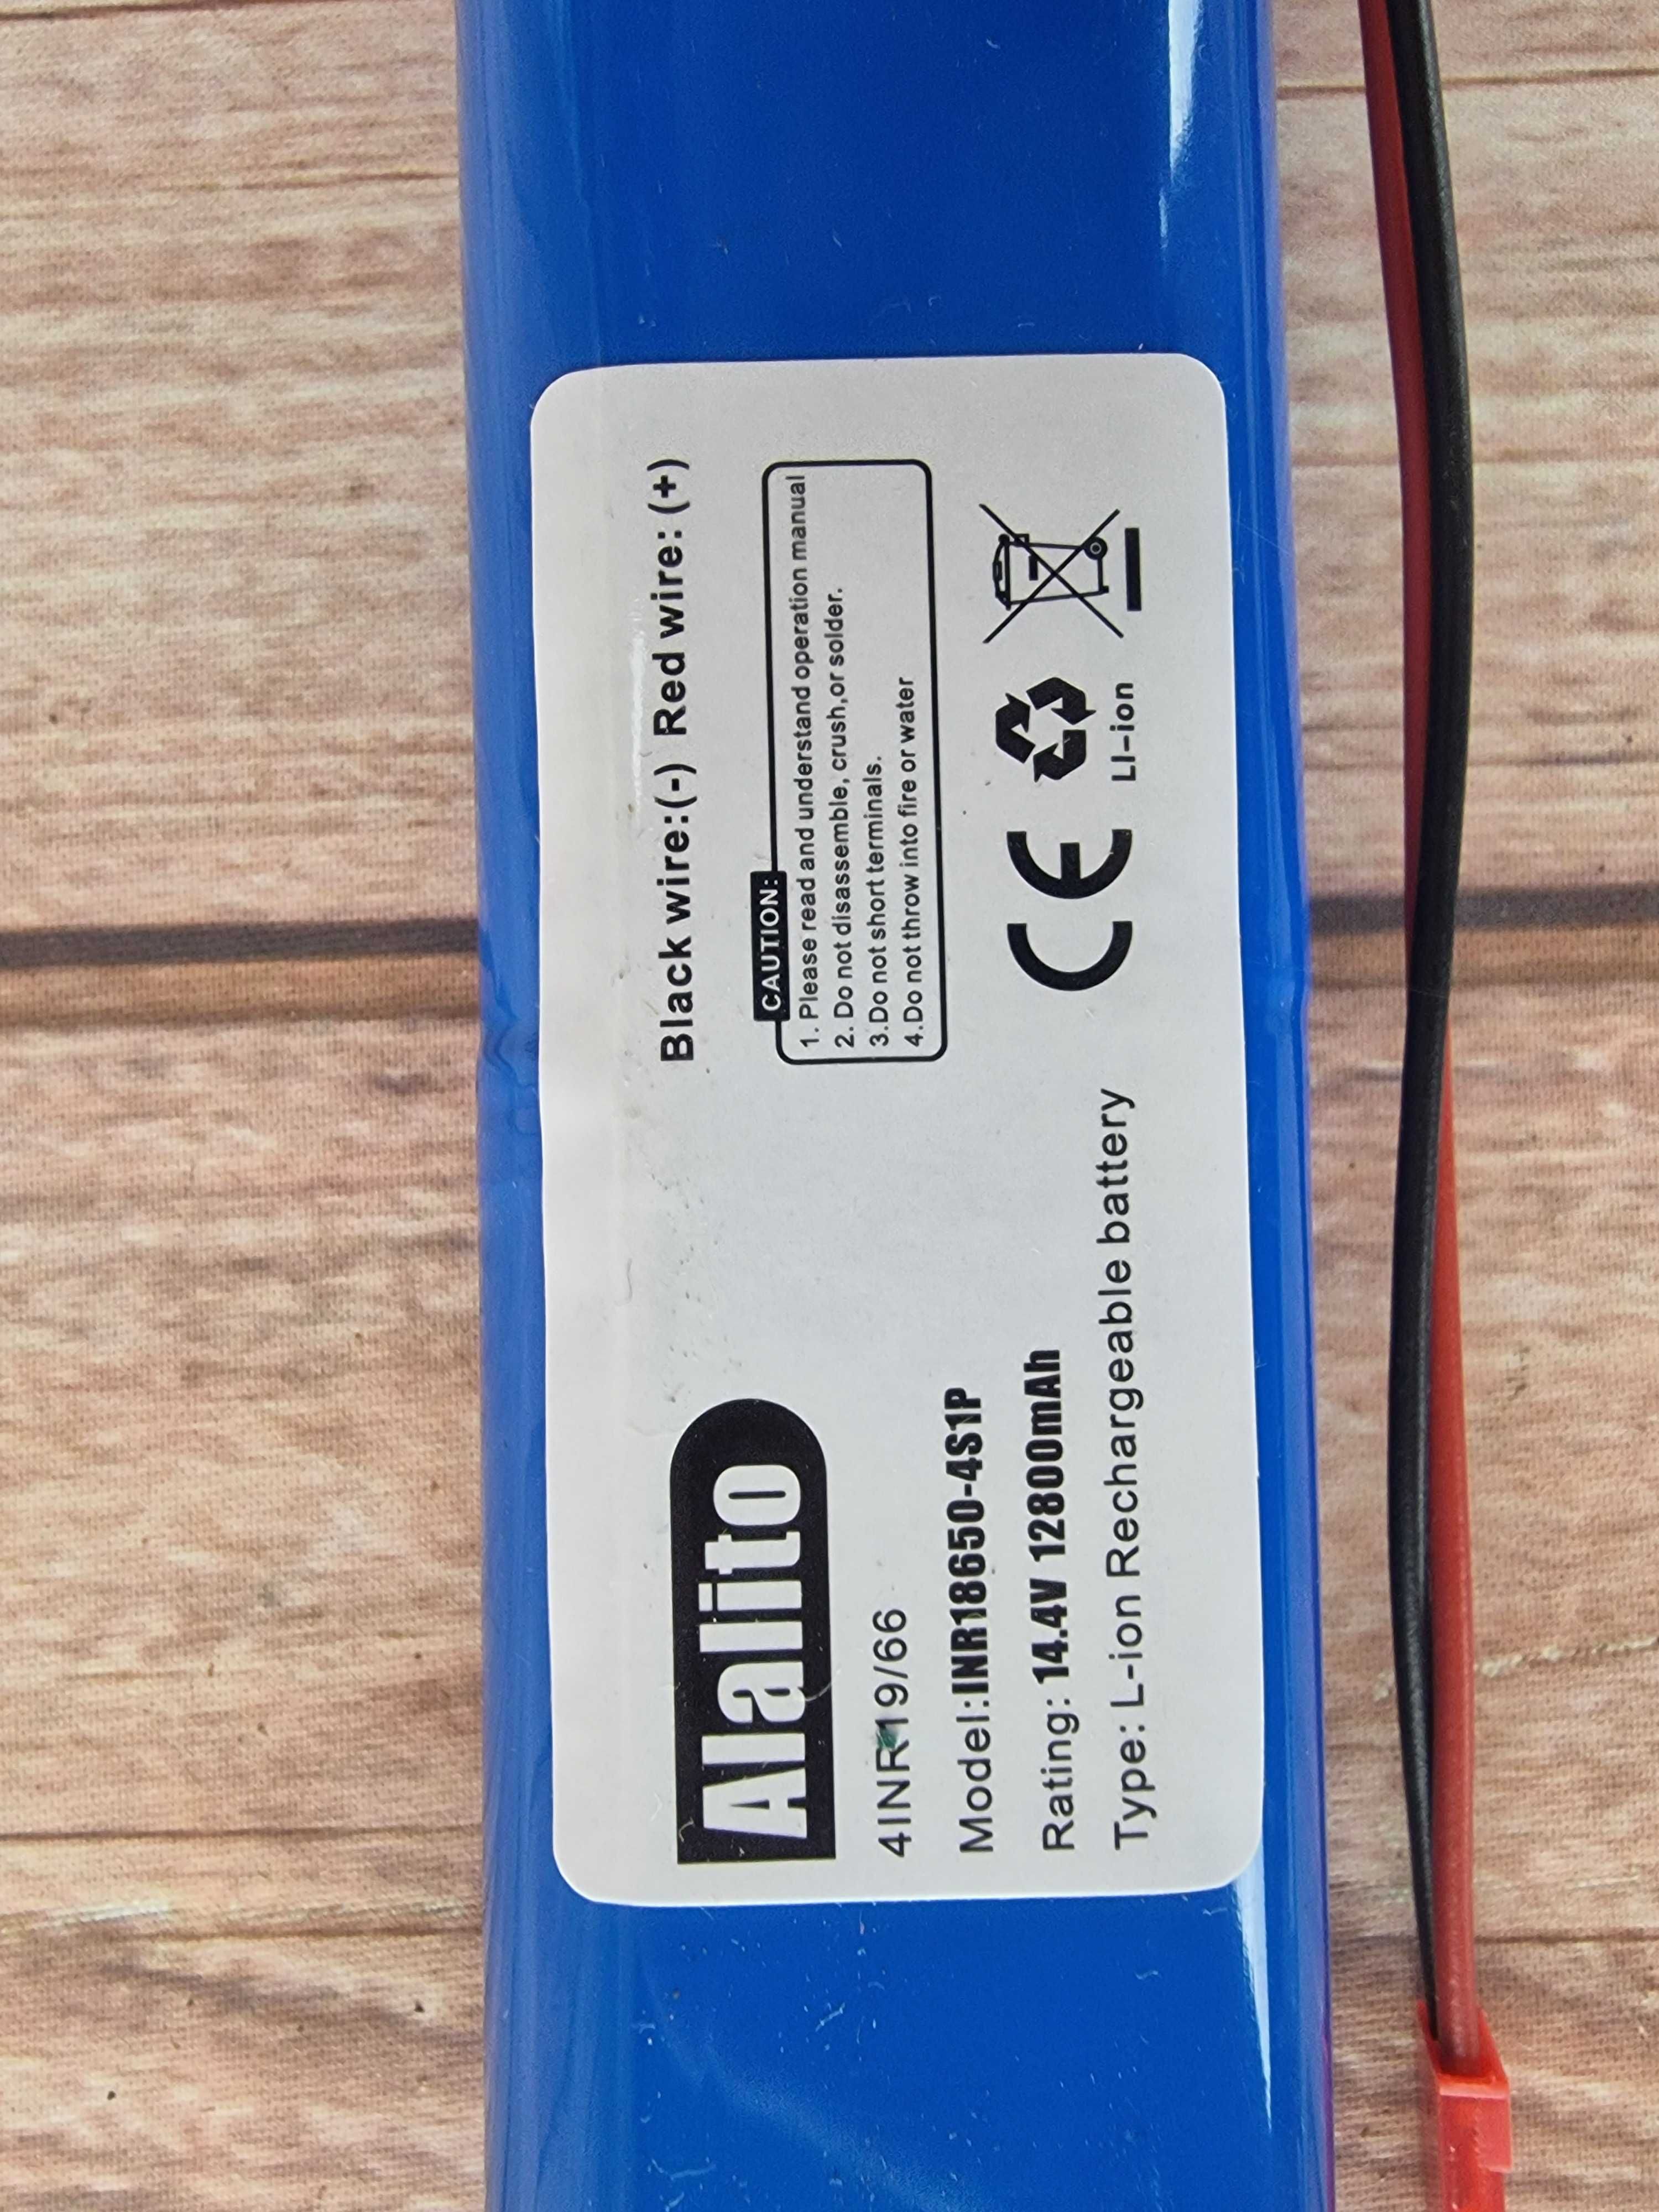 Alalito
4INR19/66
Model:INR18650-4S1P
Rating: 14.4V 12800mAh
Type: L-ion Rechargeable battery
Black wire:(-) Red wire: (+)
CAUTION:
1. Please read and understand operation manual
2. Do not disassemble, crush,or solder.
3.Do not short terminals.
4.Do not throw into fire or water
CE
LI-ion